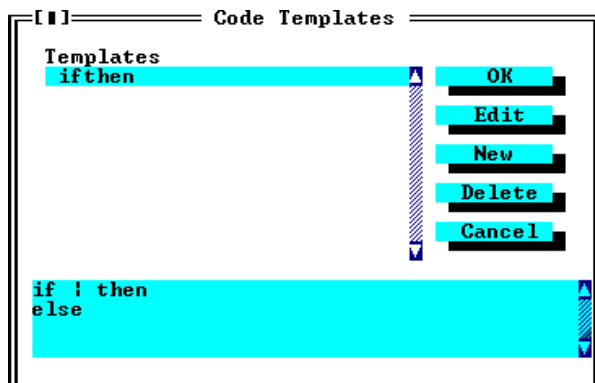 [▮] Code Templates
Templates
ifthen
OK
Edit
New
Delete
Cancel
if ¦ then
else